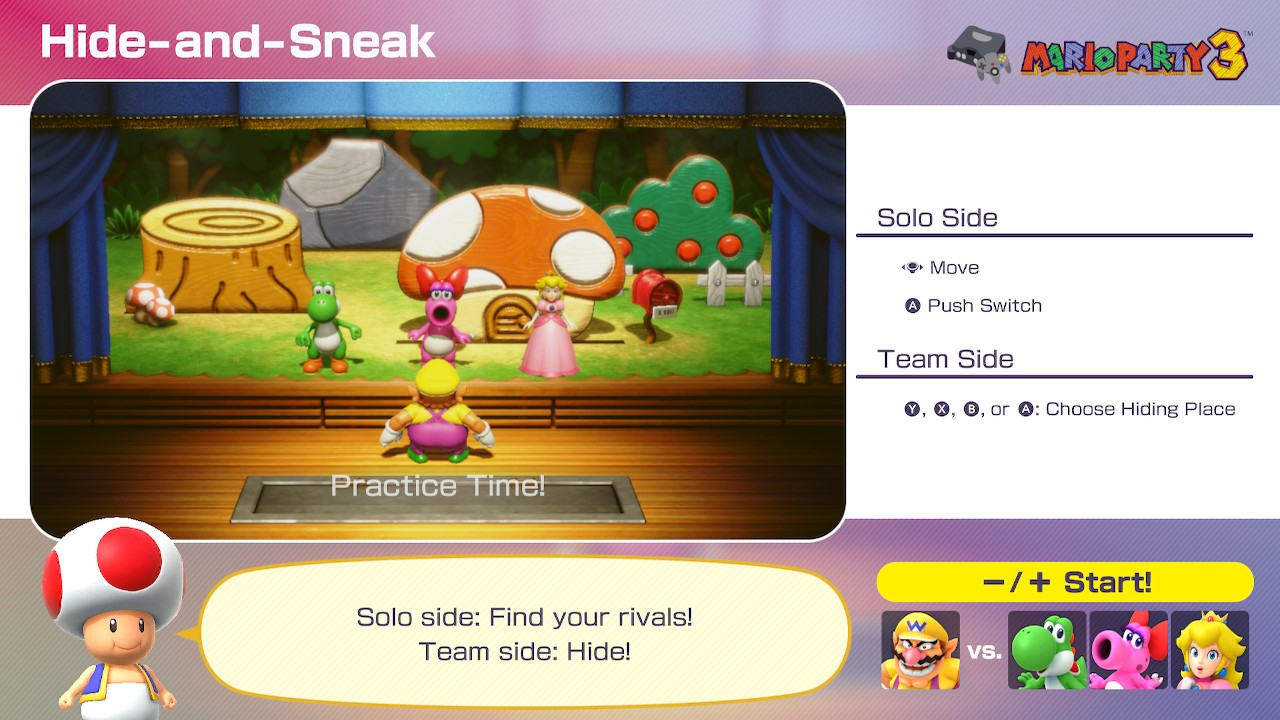 Hide-and-Sneak
MARIO PARTY 3™
Practice Time!
Solo Side
Move
A Push Switch
Team Side
Y, X, B, or A: Choose Hiding Place
Solo side: Find your rivals!
Team side: Hide!
−/+ Start!
W
vs.